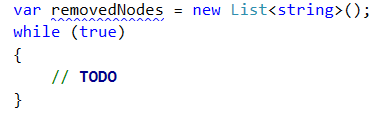 var removedNodes = new List<string>();
while (true)
{
    // TODO
}